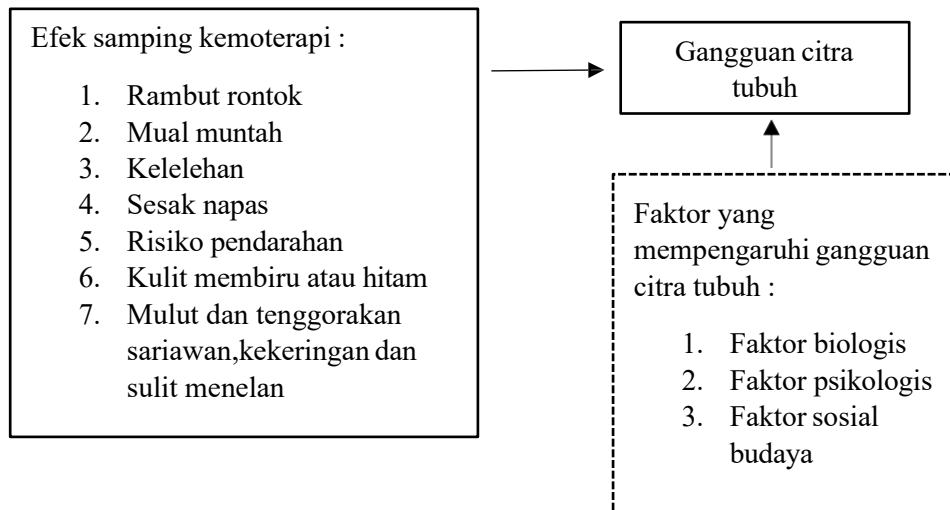 Efek samping kemoterapi :
1. Rambut rontok
2. Mual muntah
3. Kelelehan
4. Sesak napas
5. Risiko pendarahan
6. Kulit membiru atau hitam
7. Mulut dan tenggorakan
sariawan,kekeringan dan
sulit menelan
Gangguan citra
tubuh
Faktor yang
mempengaruhi gangguan
citra tubuh :
1. Faktor biologis
2. Faktor psikologis
3. Faktor sosial
budaya